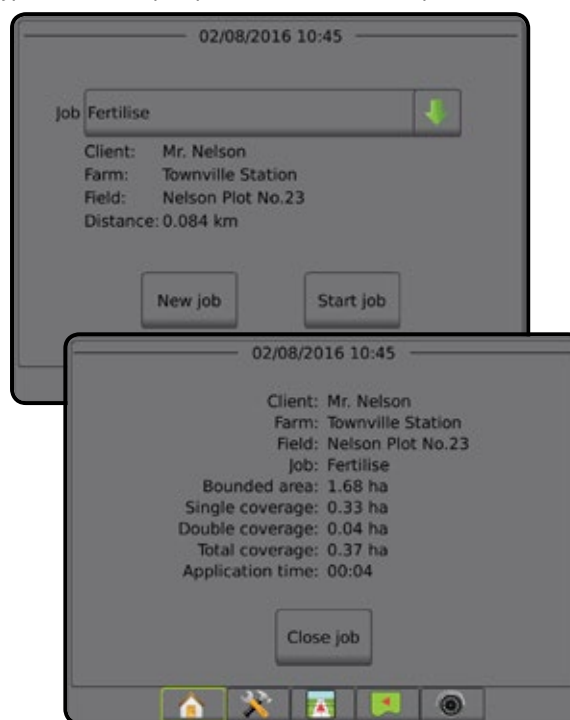 02/08/2016 10:45
Job Fertilise
Client: Mr. Nelson
Farm: Townville Station
Field: Nelson Plot No.23
Distance: 0.084 km
New job Start job
02/08/2016 10:45
Client: Mr. Nelson
Farm: Townville Station
Field: Nelson Plot No.23
Job: Fertilise
Bounded area: 1.68 ha
Single coverage: 0.33 ha
Double coverage: 0.04 ha
Total coverage: 0.37 ha
Application time: 00:04
Close job